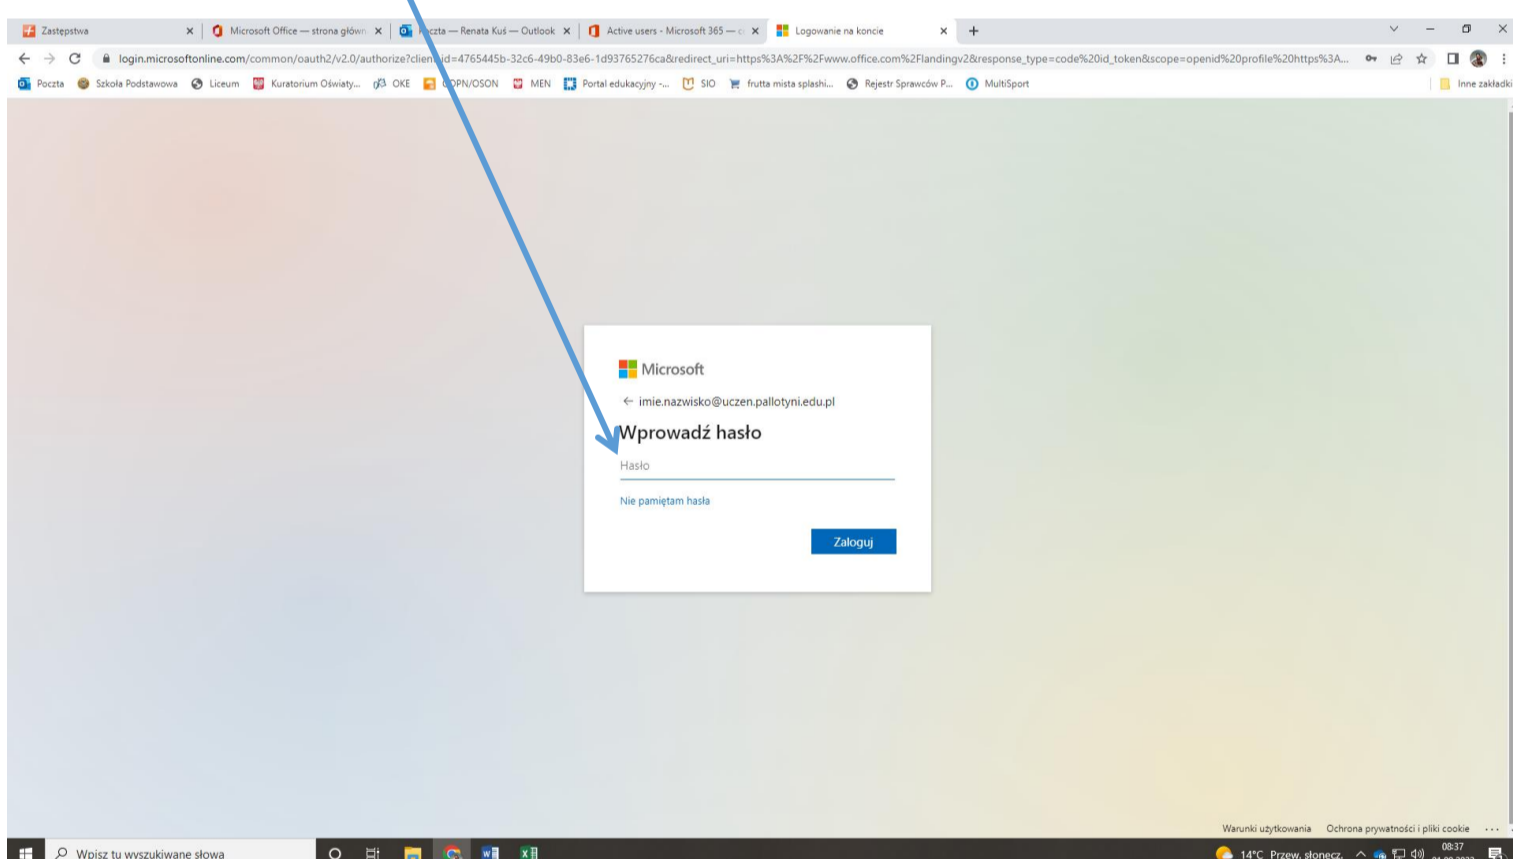 Zastępstwa
Microsoft Office — strona główn
Poczta — Renata Kuś — Outlook
Active users - Microsoft 365 —
Logowanie na koncie
login.microsoftonline.com/common/oauth2/v2.0/authorize?client_id=4765445b-32c6-49b0-83e6-1d93765276ca&redirect_uri=https%3A%2F%2Fwww.office.com%2Flandingv2&response_type=code%20id_token&scope=openid%20profile%20https%3A...
Poczta
Szkoła Podstawowa
Liceum
Kuratorium Oświaty...
OKE
MEN
Portal edukacyjny -...
SIO
frutta mista splashi...
Rejestr Sprawców P...
MultiSport
Inne zakładki
Microsoft
← imie.nazwisko@uczen.pallotyni.edu.pl
Wprowadź hasło
Hasło
Nie pamiętam hasła
Zaloguj
Warunki użytkowania
Ochrona prywatności i pliki cookie
...
Wpisz tu wyszukiwane słowa
14°C Przew. słonecz.
08:37